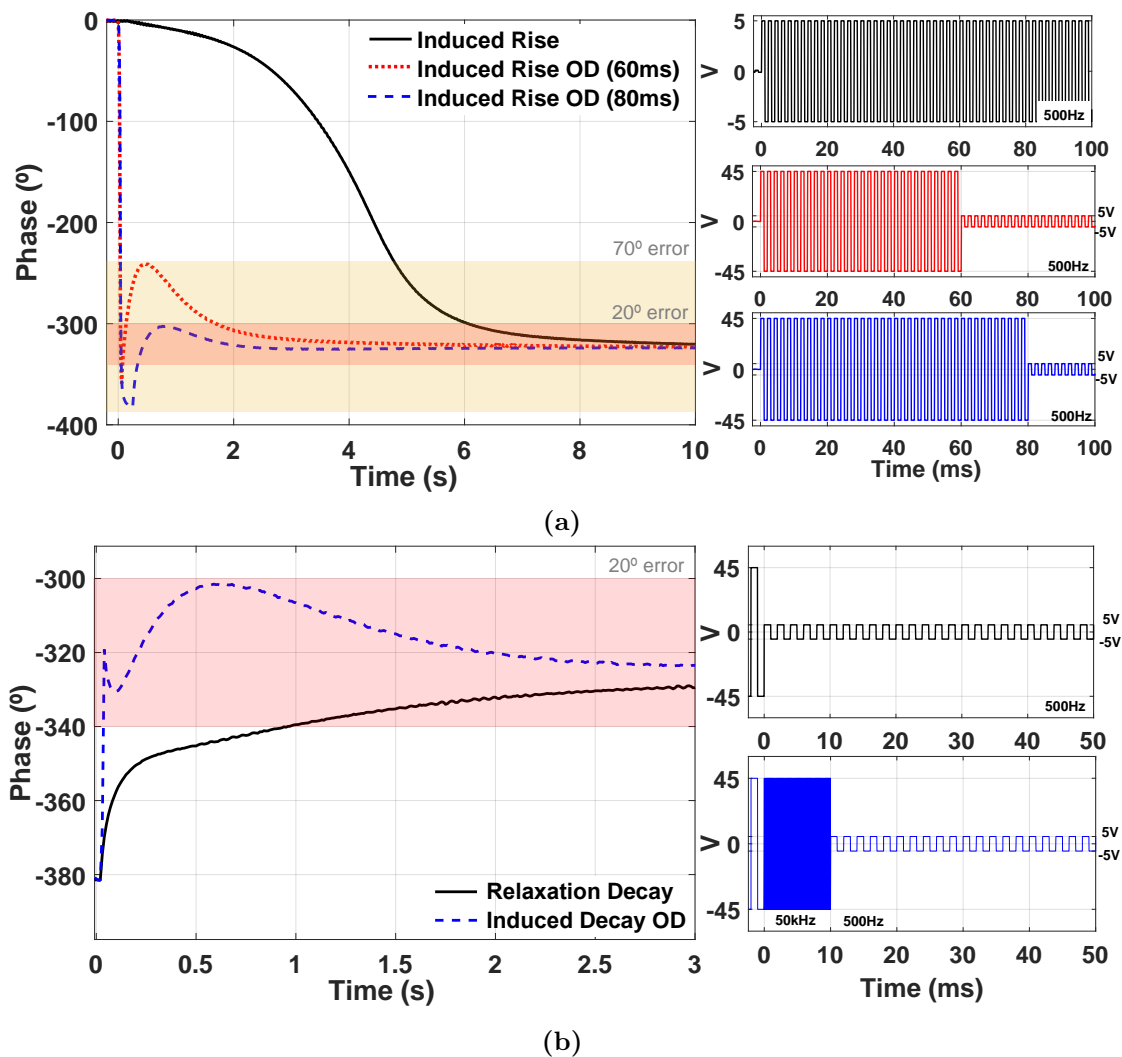 0
-100
-200
-300
-400
Phase (º)
Induced Rise
Induced Rise OD (60ms)
Induced Rise OD (80ms)
70º error
20º error
0 2 4 6 8 10
Time (s)
5
0
-5
V
500Hz
0 20 40 60 80 100
45
0
-45
V
5V
-5V
500Hz
0 20 40 60 80 100
45
0
-45
V
5V
-5V
500Hz
0 20 40 60 80 100
Time (ms)
(a)
-300
-320
-340
-360
-380
Phase (º)
20º error
Relaxation Decay
Induced Decay OD
0 0.5 1 1.5 2 2.5 3
Time (s)
45
0
-45
V
5V
-5V
500Hz
0 10 20 30 40 50
45
0
-45
V
5V
-5V
50kHz 500Hz
0 10 20 30 40 50
Time (ms)
(b)